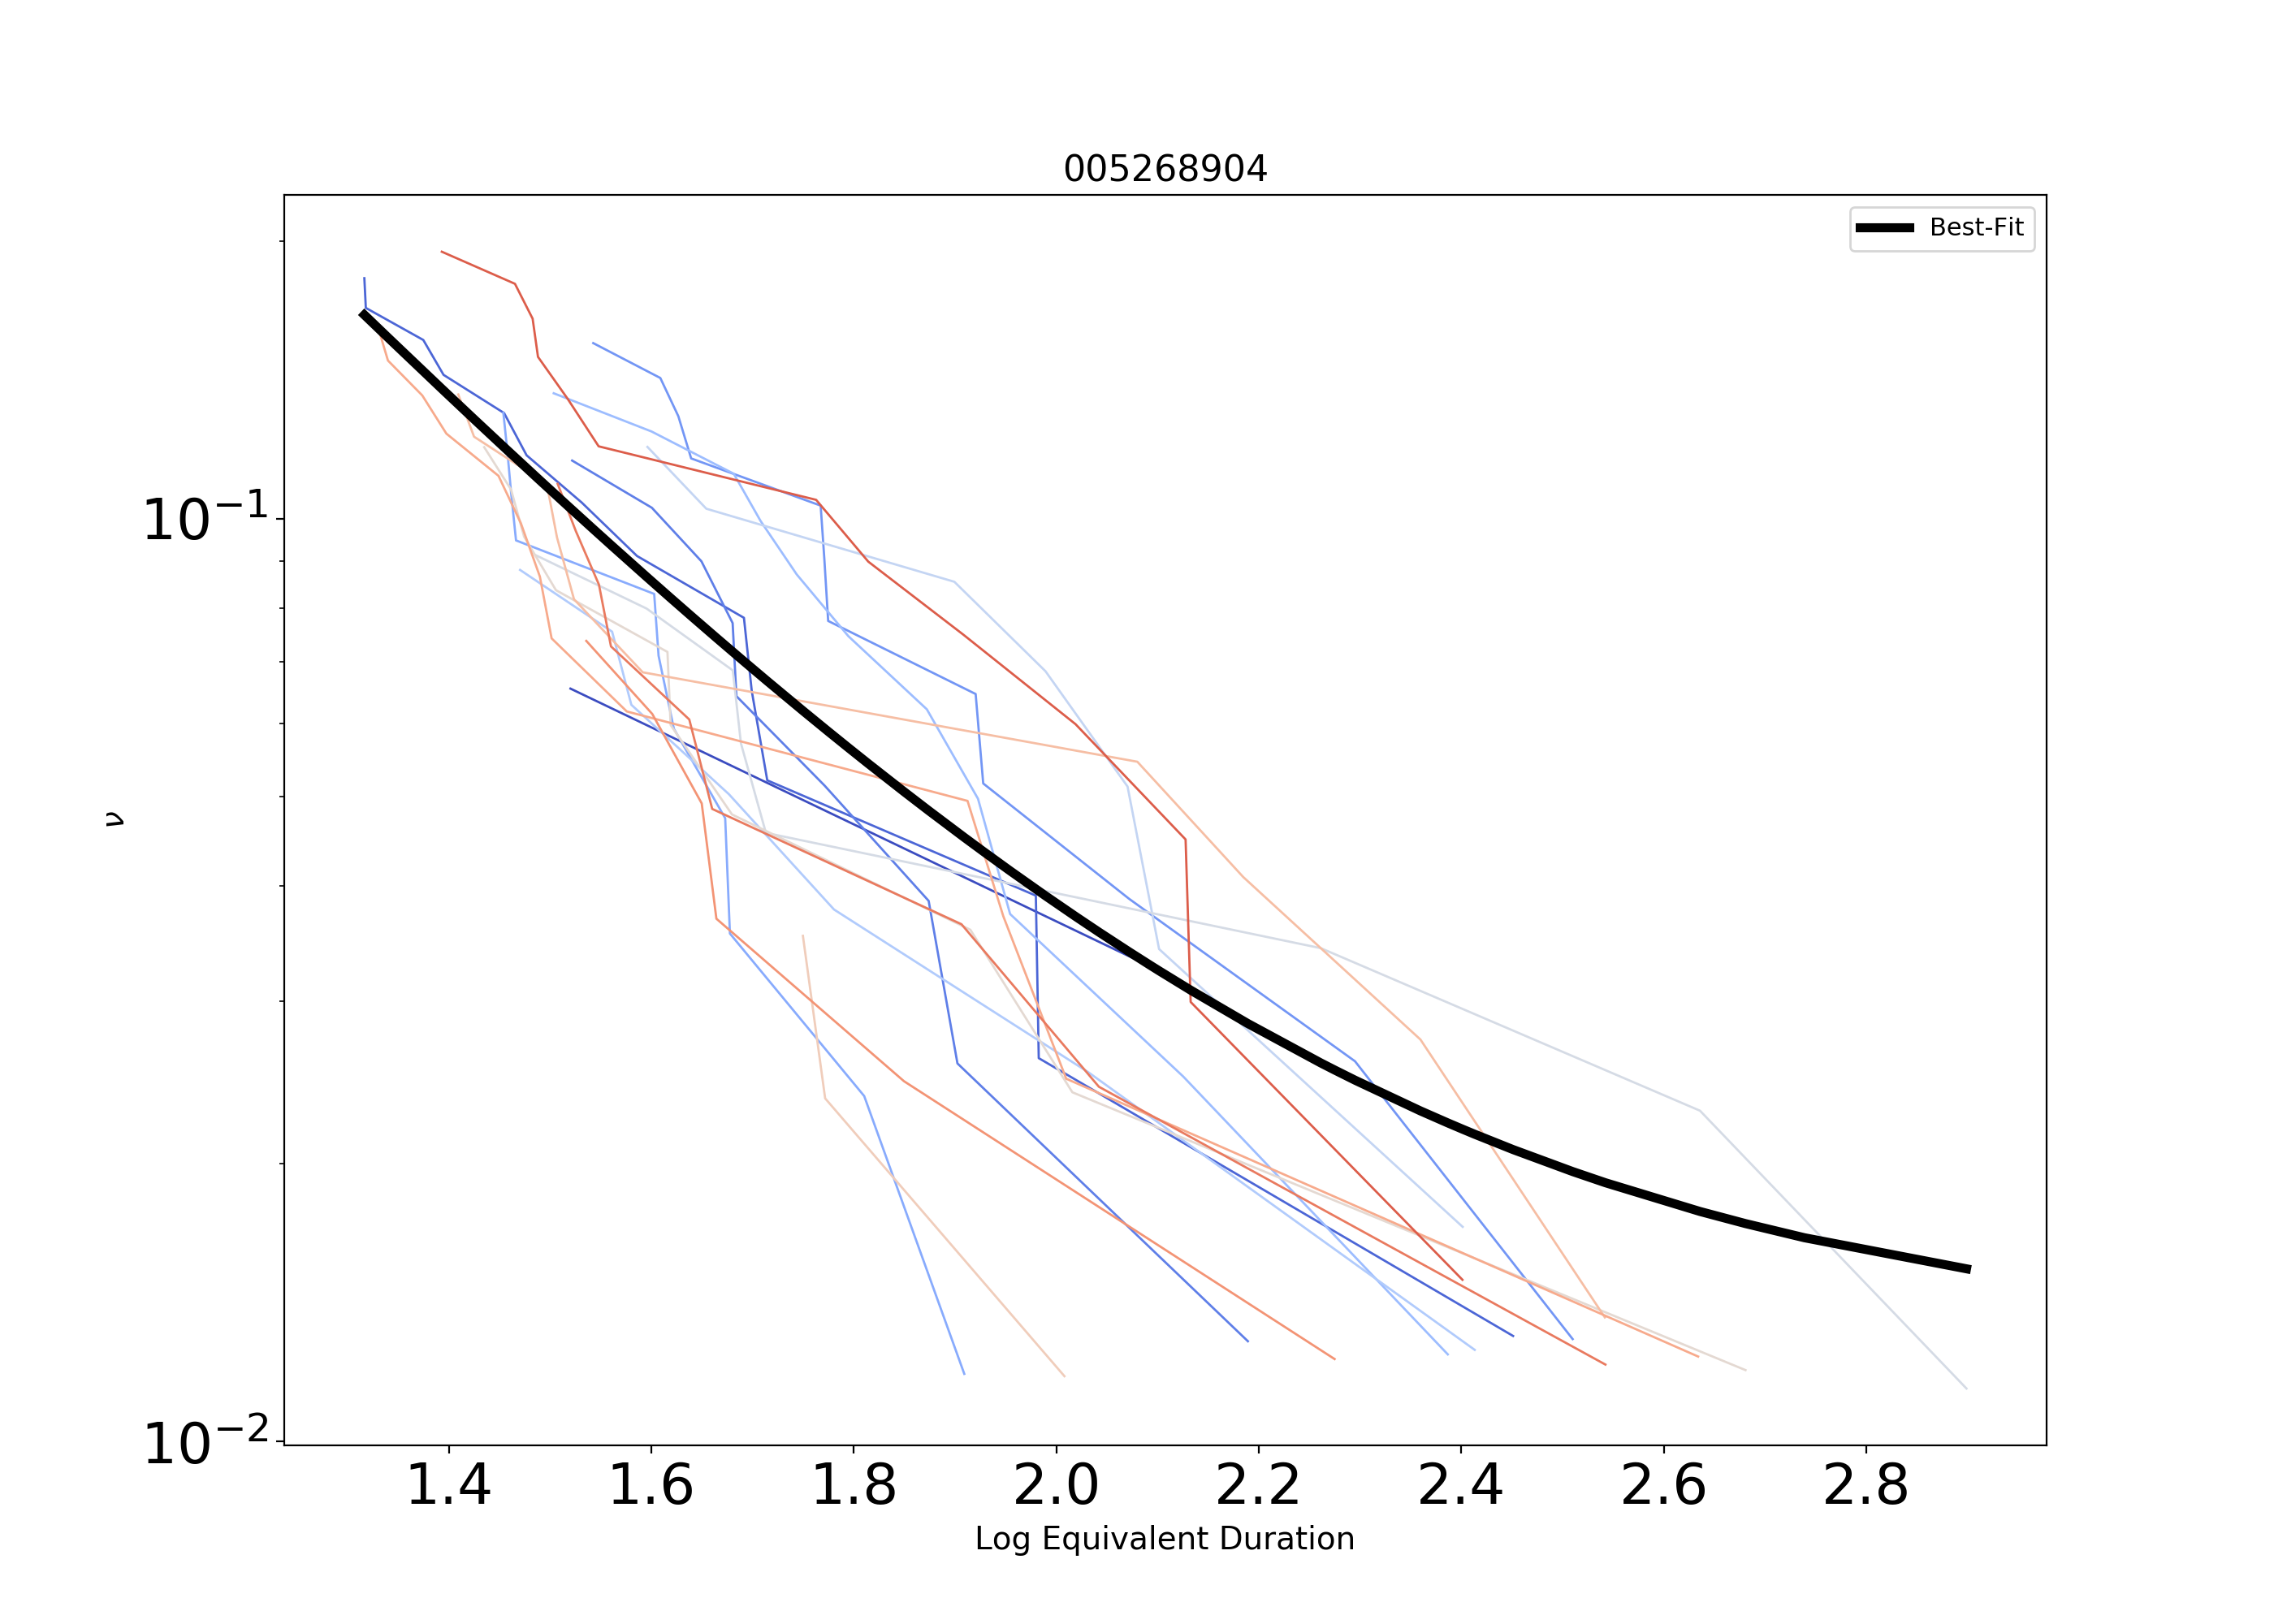 005268904
Best-Fit
10⁻¹
ν
10⁻²
1.4 1.6 1.8 2.0 2.2 2.4 2.6 2.8
Log Equivalent Duration